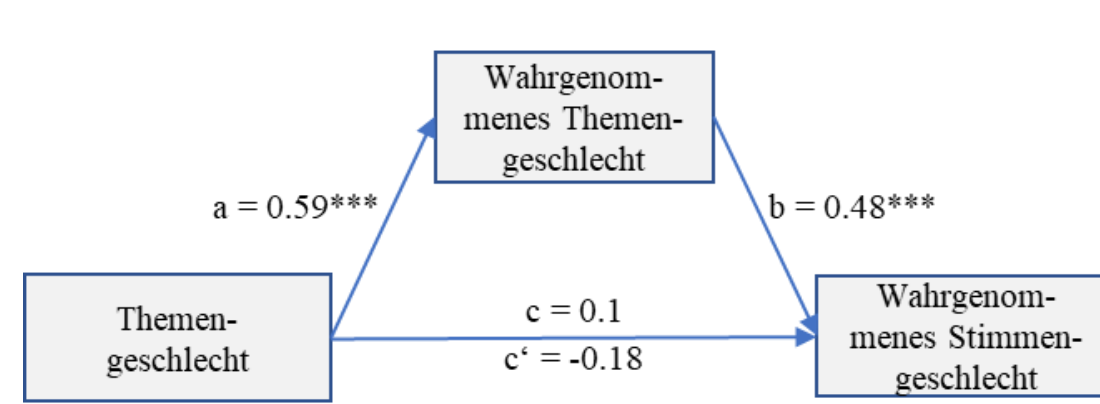 Wahrgenom-
menes Themen-
geschlecht
a = 0.59***
b = 0.48***
Themen-
geschlecht
c = 0.1
c‘ = -0.18
Wahrgenom-
menes Stimmen-
geschlecht